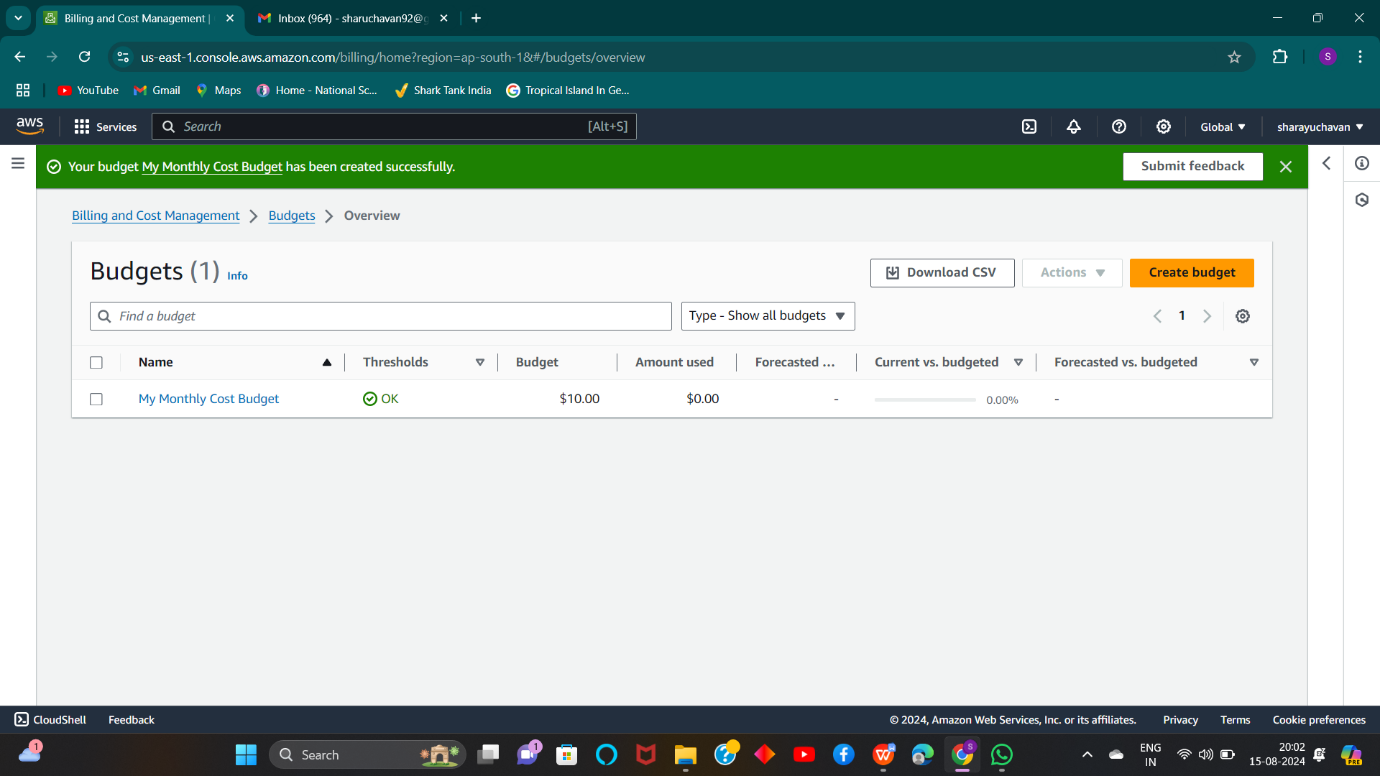 Billing and Cost Management |
Inbox (964) - sharuchavan92@g
us-east-1.console.aws.amazon.com/billing/home?region=ap-south-1&#/budgets/overview
S
YouTube
Gmail
Maps
Home - National Sc...
Shark Tank India
Tropical Island In Ge...
aws
Services
Search
[Alt+S]
Global
sharayuchavan
Your budget My Monthly Cost Budget has been created successfully.
Submit feedback
Billing and Cost Management
Budgets
Overview
Budgets (1) Info
Download CSV
Actions
Create budget
Find a budget
Type - Show all budgets
1
Name
Thresholds
Budget
Amount used
Forecasted ...
Current vs. budgeted
Forecasted vs. budgeted
My Monthly Cost Budget
OK
$10.00
$0.00
-
0.00%
-
CloudShell
Feedback
© 2024, Amazon Web Services, Inc. or its affiliates.
Privacy
Terms
Cookie preferences
1
Search
1
S
ENG
IN
20:02
15-08-2024
PRE